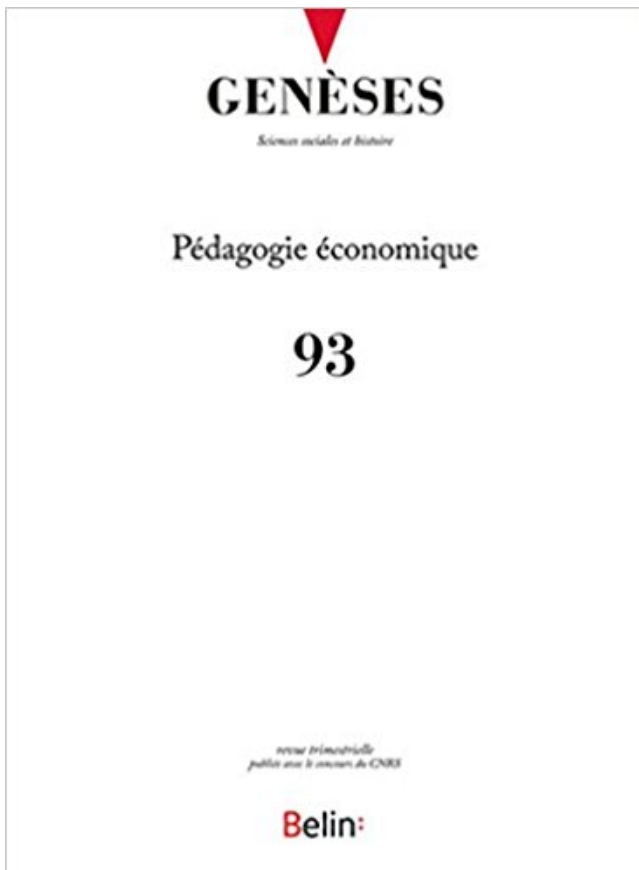 GENÈSES
Sciences sociales et histoire
Pédagogie économique
93
revue trimestrielle
publiée avec le concours du CNRS
Belin: